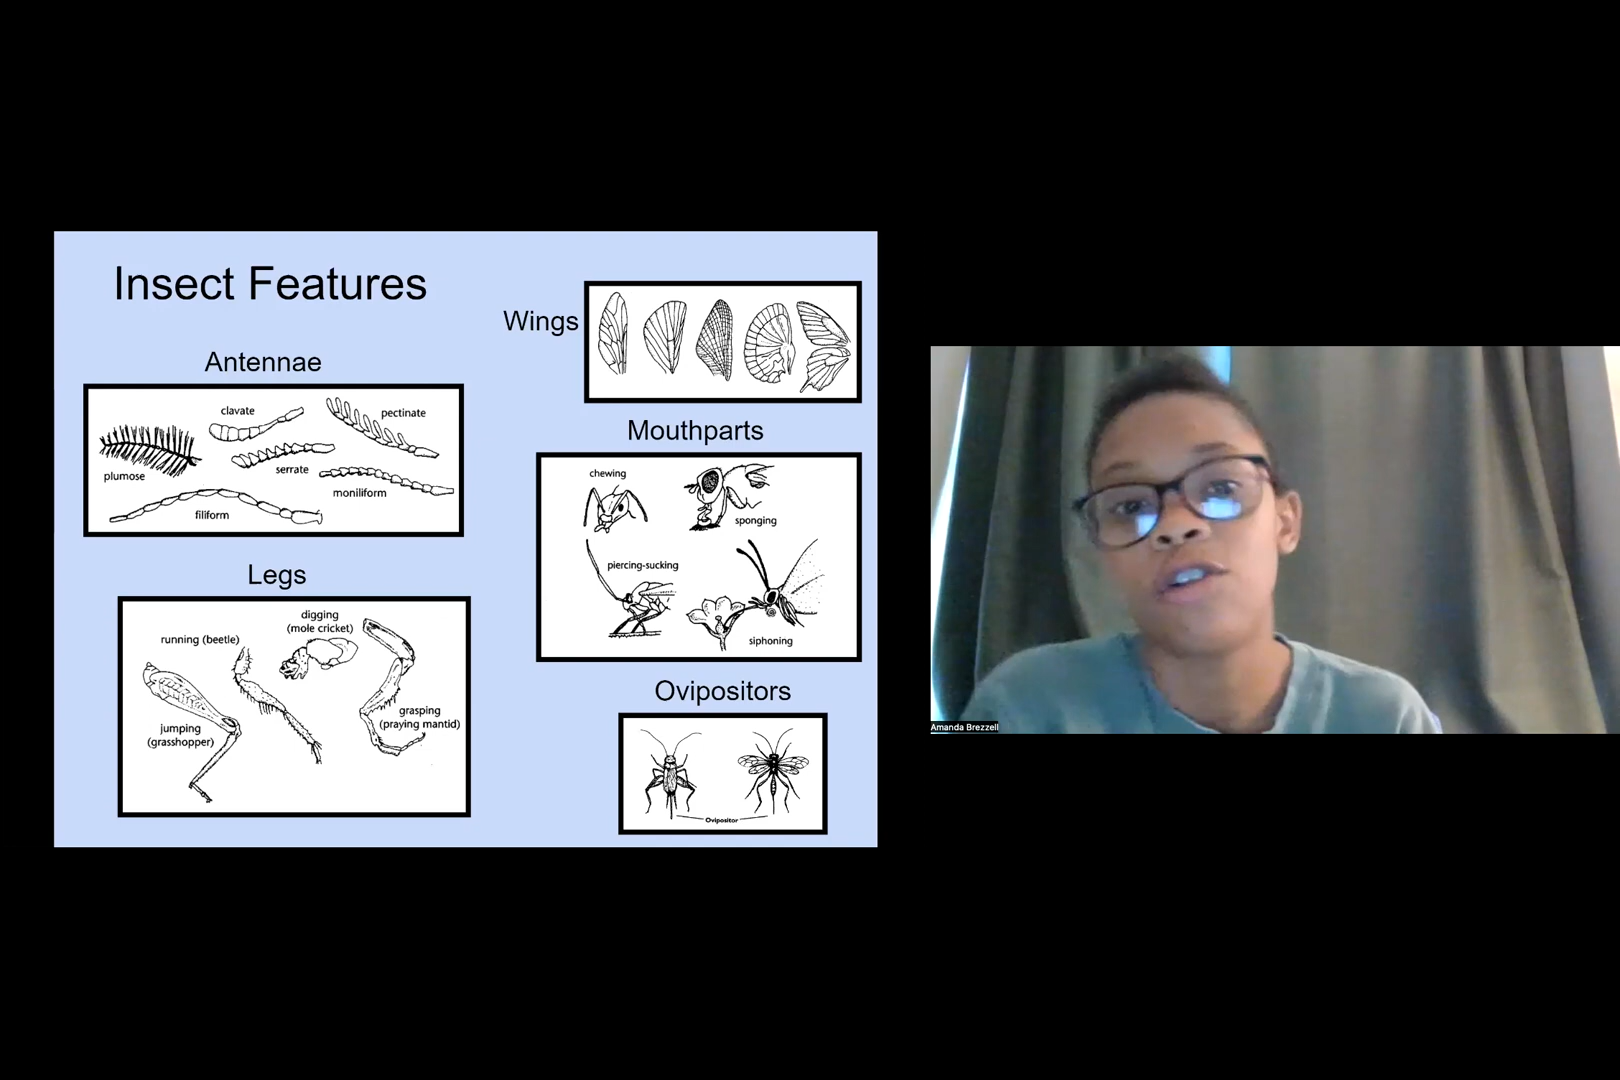 Insect Features
Antennae
clavate
pectinate
plumose
serrate
moniliform
filiform
Legs
digging
(mole cricket)
running (beetle)
grasping
(praying mantid)
jumping
(grasshopper)
Wings
Mouthparts
chewing
sponging
piercing-sucking
siphoning
Ovipositors
Ovipositor
Amanda Brezzell